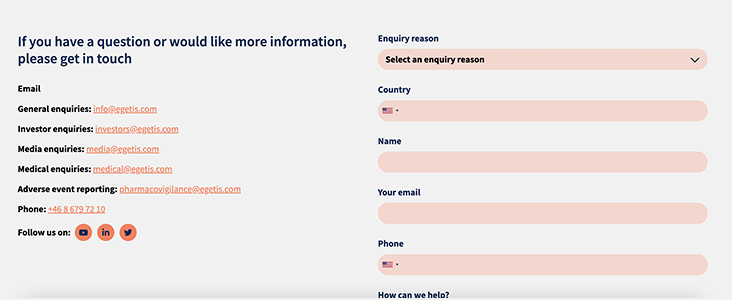 If you have a question or would like more information,
please get in touch
Email
General enquiries: info@egetis.com
Investor enquiries: investors@egetis.com
Media enquiries: media@egetis.com
Medical enquiries: medical@egetis.com
Adverse event reporting: pharmacovigilance@egetis.com
Phone: +46 8 679 72 10
Follow us on:
Enquiry reason
Select an enquiry reason
Country
Name
Your email
Phone
How can we help?